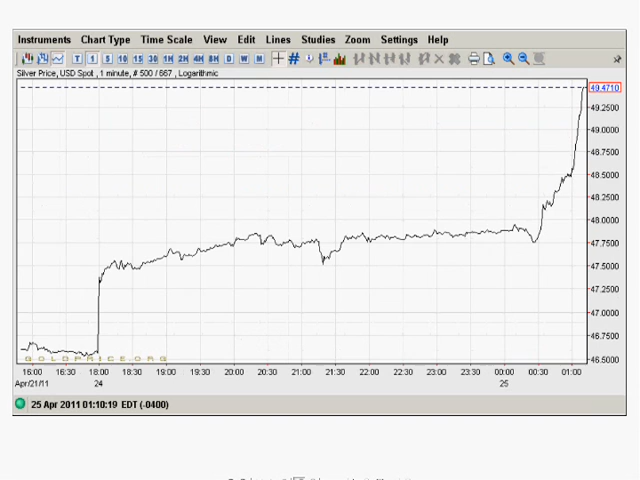 Instruments Chart Type Time Scale View Edit Lines Studies Zoom Settings Help
T 1 5 10 15 30 1H 2H 4H 8H D W M
Silver Price, USD Spot , 1 minute, # 500 / 667 , Logarithmic
49.4710
49.2500
49.0000
48.7500
48.5000
48.2500
48.0000
47.7500
47.5000
47.2500
47.0000
46.7500
46.5000
GOLDPRICE.ORG
16:00 16:30 18:00 18:30 19:00 19:30 20:00 20:30 21:00 21:30 22:00 22:30 23:00 23:30 00:00 00:30 01:00
Apr/21/11 24 25
25 Apr 2011 01:10:19 EDT (-0400)